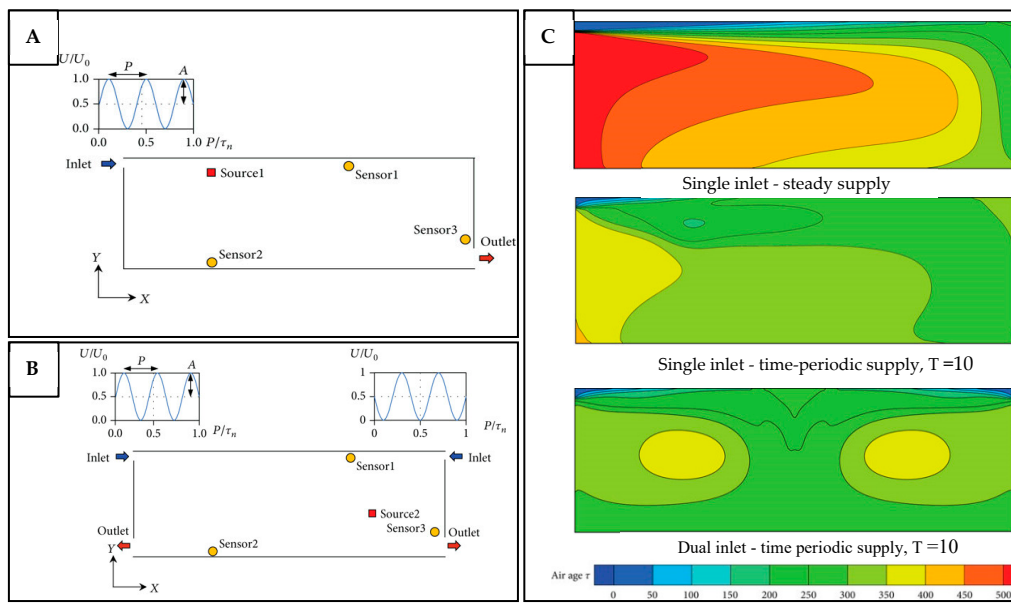 A
U/U₀
P
A
1.0
0.5
0.0
0.0
0.5
1.0
P/τₙ
Inlet
Source1
Sensor1
Sensor3
Outlet
Sensor2
Y
X
B
U/U₀
P
A
1.0
0.5
0.0
0.0
0.5
1.0
P/τₙ
U/U₀
1
0.5
0
0
0.5
1
P/τₙ
Inlet
Sensor1
Inlet
Source2
Sensor3
Outlet
Outlet
Sensor2
Y
X
C
Single inlet - steady supply
Single inlet - time-periodic supply, T =10
Dual inlet - time periodic supply, T =10
Air age τ
0 50 100 150 200 250 300 350 400 450 500